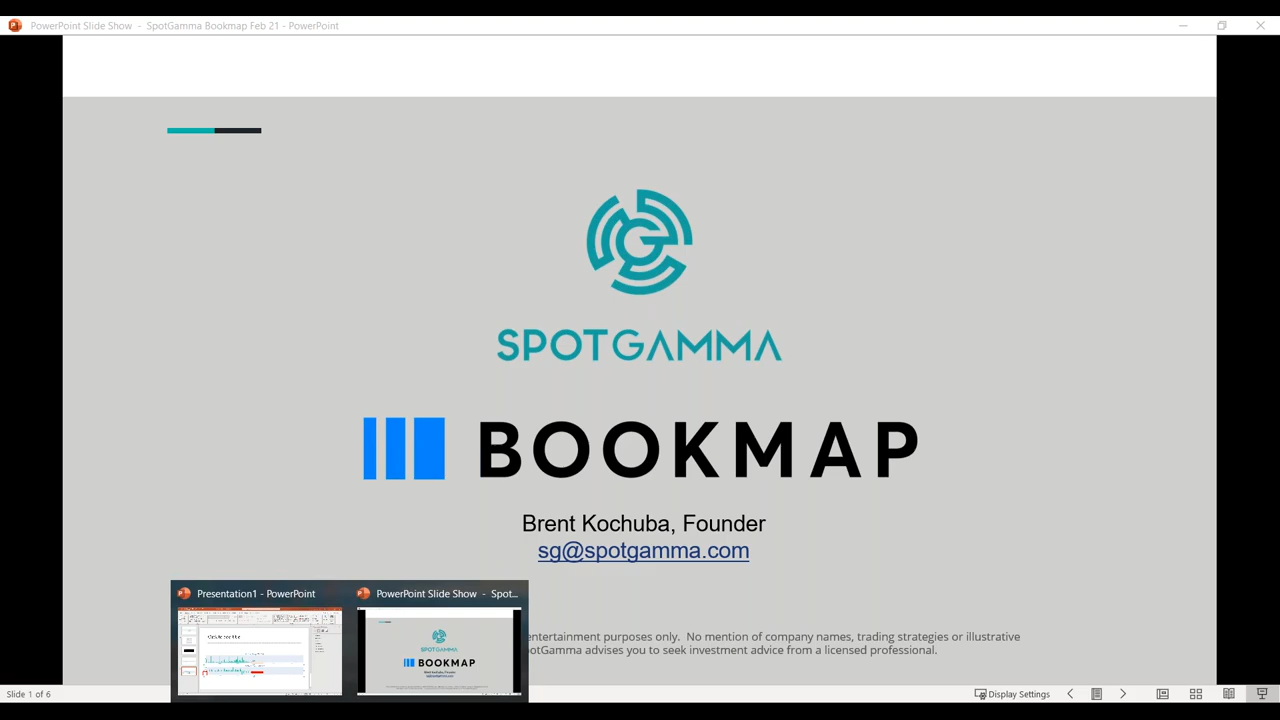 PowerPoint Slide Show - SpotGamma Bookmap Feb 21 - PowerPoint
SPOTGAMMA
BOOKMAP
Brent Kochuba, Founder
sg@spotgamma.com
entertainment purposes only. No mention of company names, trading strategies or illustrative
advises you to seek investment advice from a licensed professional.
Presentation1 - PowerPoint
PowerPoint Slide Show - Spot...
SPOTGAMMA
BOOKMAP
Slide 1 of 6
Display Settings